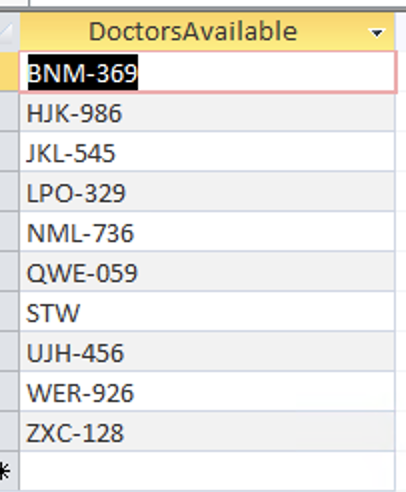 DoctorsAvailable
BNM-369
HJK-986
JKL-545
LPO-329
NML-736
QWE-059
STW
UJH-456
WER-926
ZXC-128